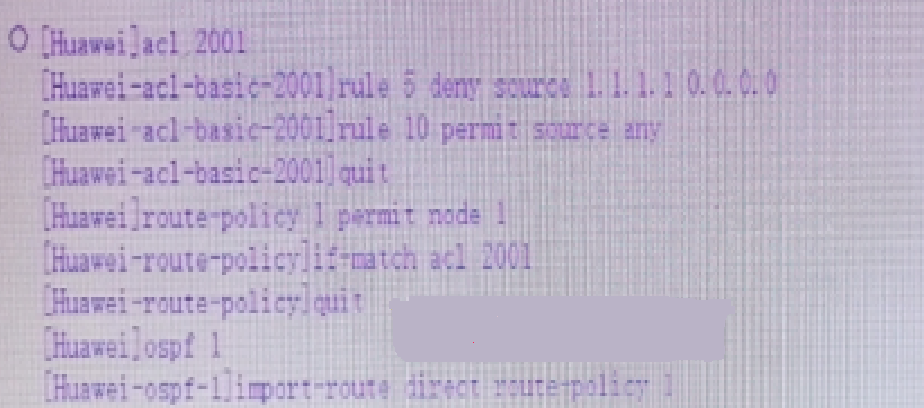 [Huawei]acl 2001
[Huawei-acl-basic-2001]rule 5 deny source 1.1.1.1 0.0.0.0
[Huawei-acl-basic-2001]rule 10 permit source any
[Huawei-acl-basic-2001]quit
[Huawei]route-policy 1 permit node 1
[Huawei-route-policy]if-match acl 2001
[Huawei-route-policy]quit
[Huawei]ospf 1
[Huawei-ospf-1]import-route direct route-policy 1